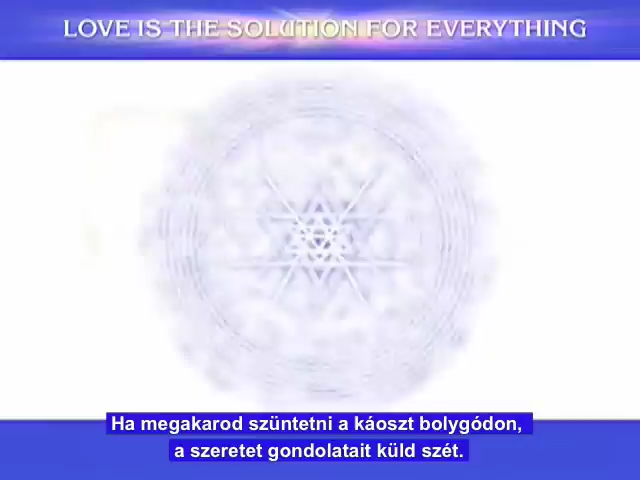 LOVE IS THE SOLUTION FOR EVERYTHING
Ha megakarod szüntetni a káoszt bolygódon,
a szeretet gondolatait küld szét.